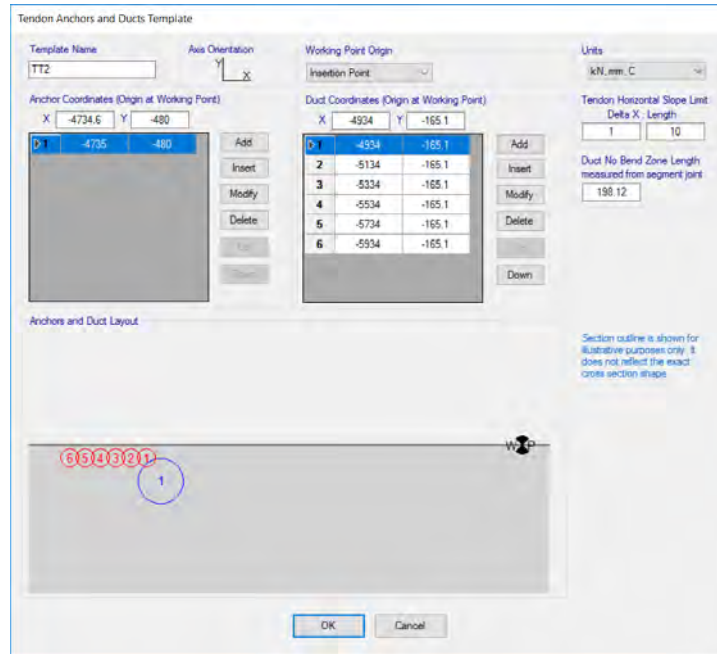 Tendon Anchors and Ducts Template
Template Name
TT2
Axis Orientation
Y
X
Working Point Origin
Insertion Point
Units
kN, mm, C
Anchor Coordinates (Origin at Working Point)
X -4734.6 Y -480
1 -4735 -480
Add
Insert
Modify
Delete
Duct Coordinates (Origin at Working Point)
X -4934 Y -165.1
1 -4934 -165.1
2 -5134 -165.1
3 -5334 -165.1
4 -5534 -165.1
5 -5734 -165.1
6 -5934 -165.1
Add
Insert
Modify
Delete
Down
Tendon Horizontal Slope Limit
Delta X : Length
1 10
Duct No Bend Zone Length
measured from segment joint
198.12
Anchors and Duct Layout
6 5 4 3 2 1
1
W P
Section outline is shown for
illustrative purposes only. It
does not reflect the exact
cross section shape.
OK Cancel